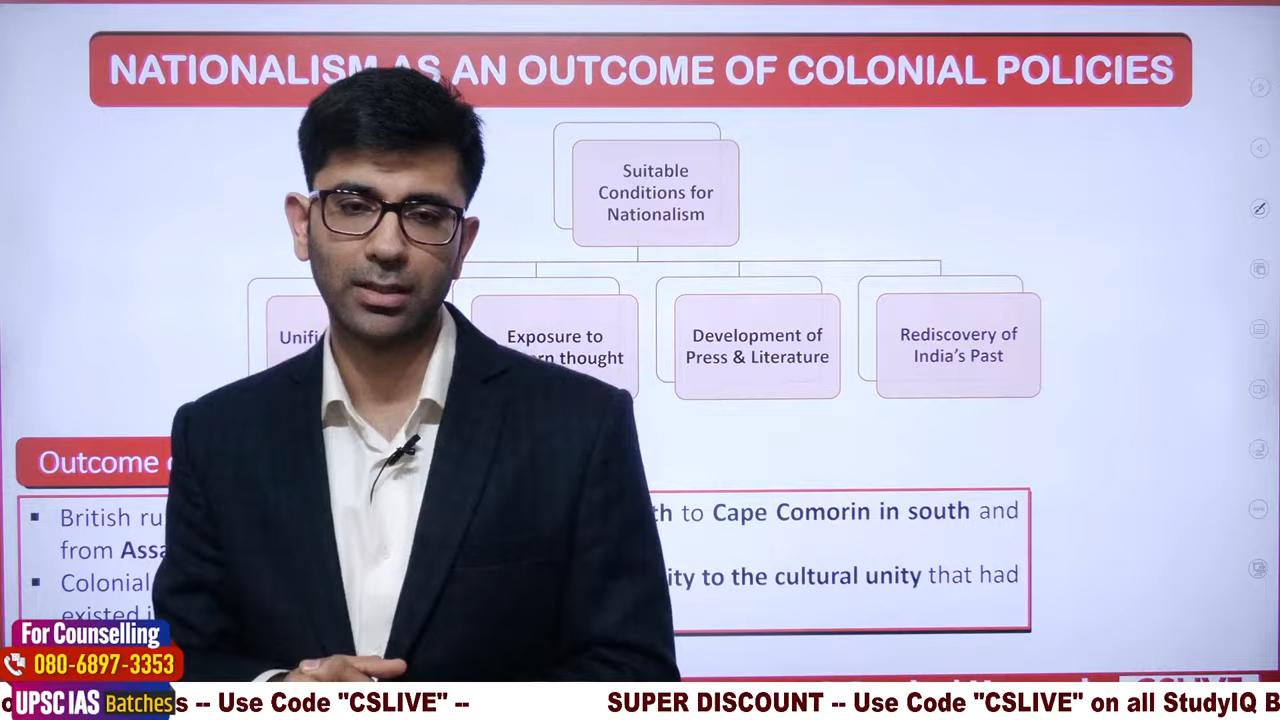 NATIONALISM AS AN OUTCOME OF COLONIAL POLICIES
Suitable
Conditions for
Nationalism
Exposure to
thought
Development of
Press & Literature
Rediscovery of
India's Past
Outcome
British
th to Cape Comorin in south and
from
Colonial
ity to the cultural unity that had
existed
For Counselling
080-6897-3353
UPSC IAS Batches
s -- Use Code "CSLIVE" --
SUPER DISCOUNT -- Use Code "CSLIVE" on all StudyIQ B